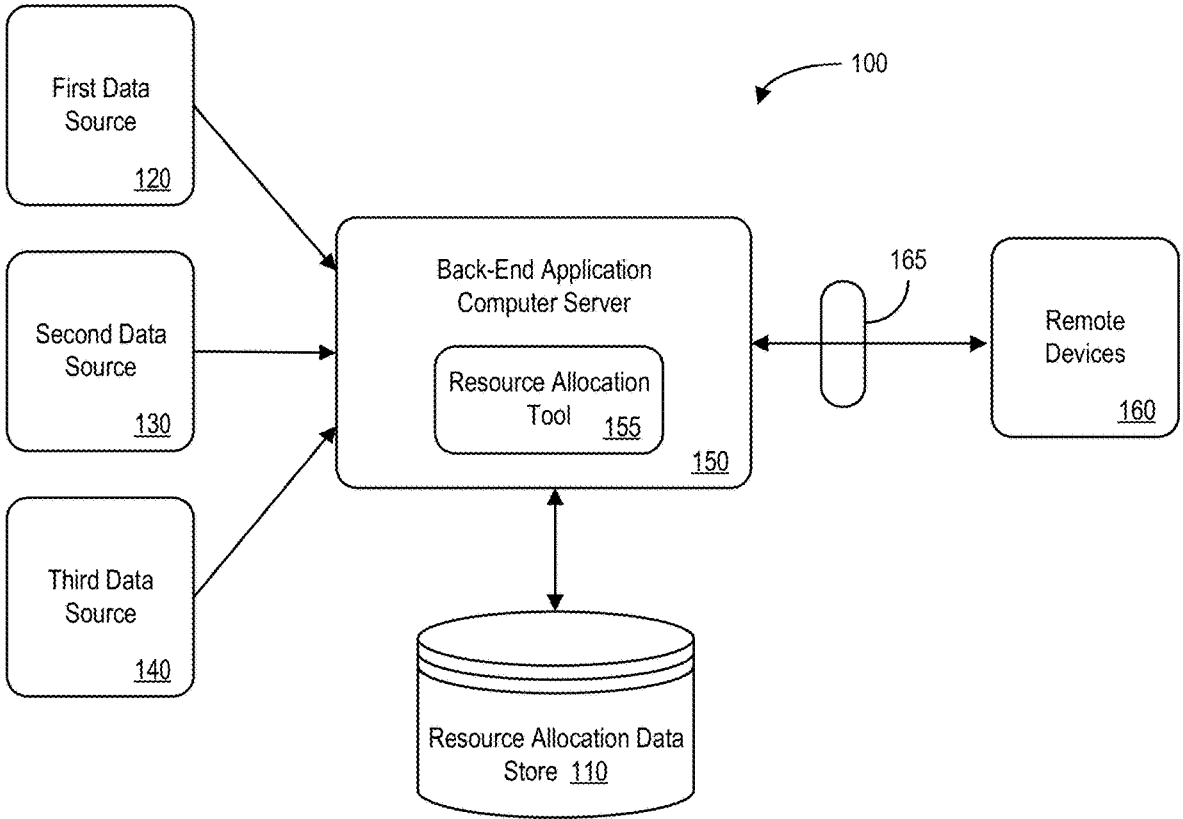 First Data
Source
120
100
Second Data
Source
130
Back-End Application
Computer Server
Resource Allocation
Tool 155
150
165
Remote
Devices
160
Third Data
Source
140
Resource Allocation Data
Store 110